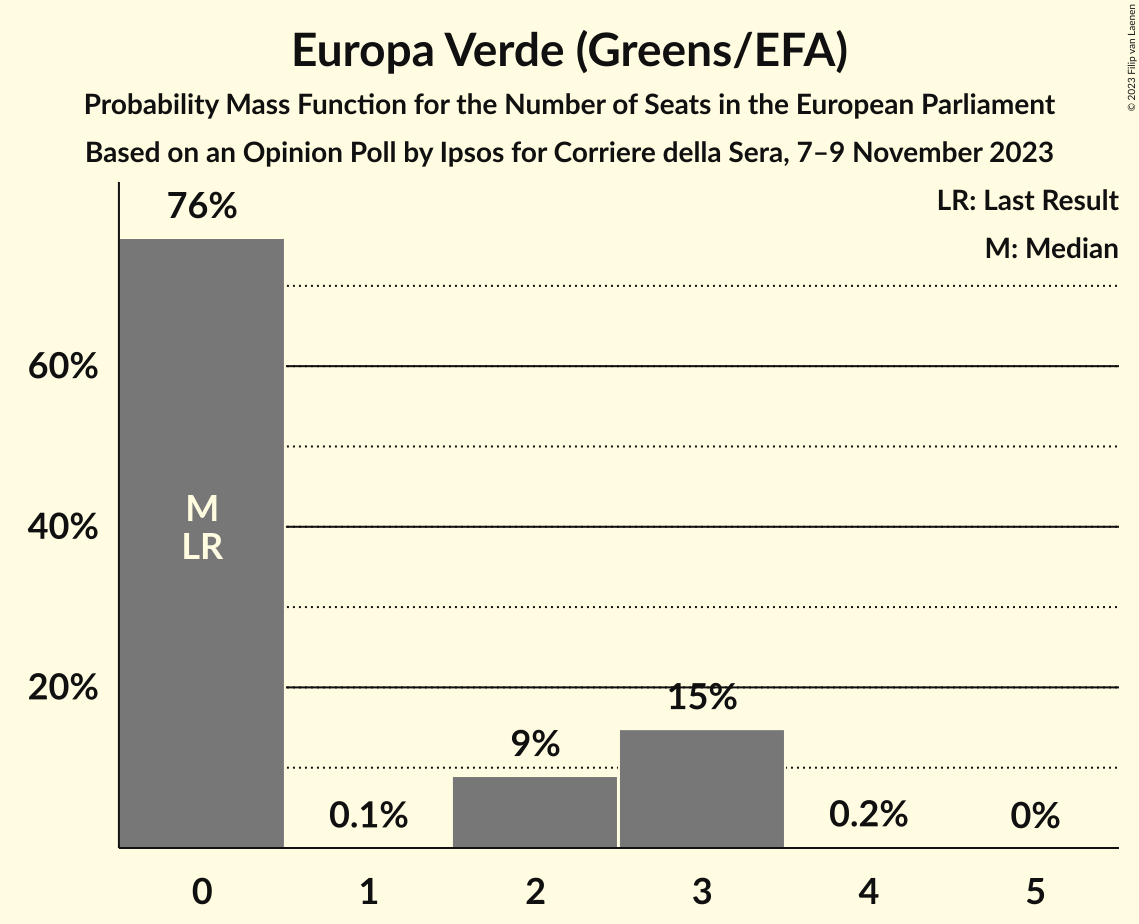 Europa Verde (Greens/EFA)
Probability Mass Function for the Number of Seats in the European Parliament
Based on an Opinion Poll by Ipsos for Corriere della Sera, 7–9 November 2023
© 2023 Filip van Laenen
LR: Last Result
M: Median
76%
60%
40%
20%
M
LR
0.1%
9%
15%
0.2%
0%
0
1
2
3
4
5